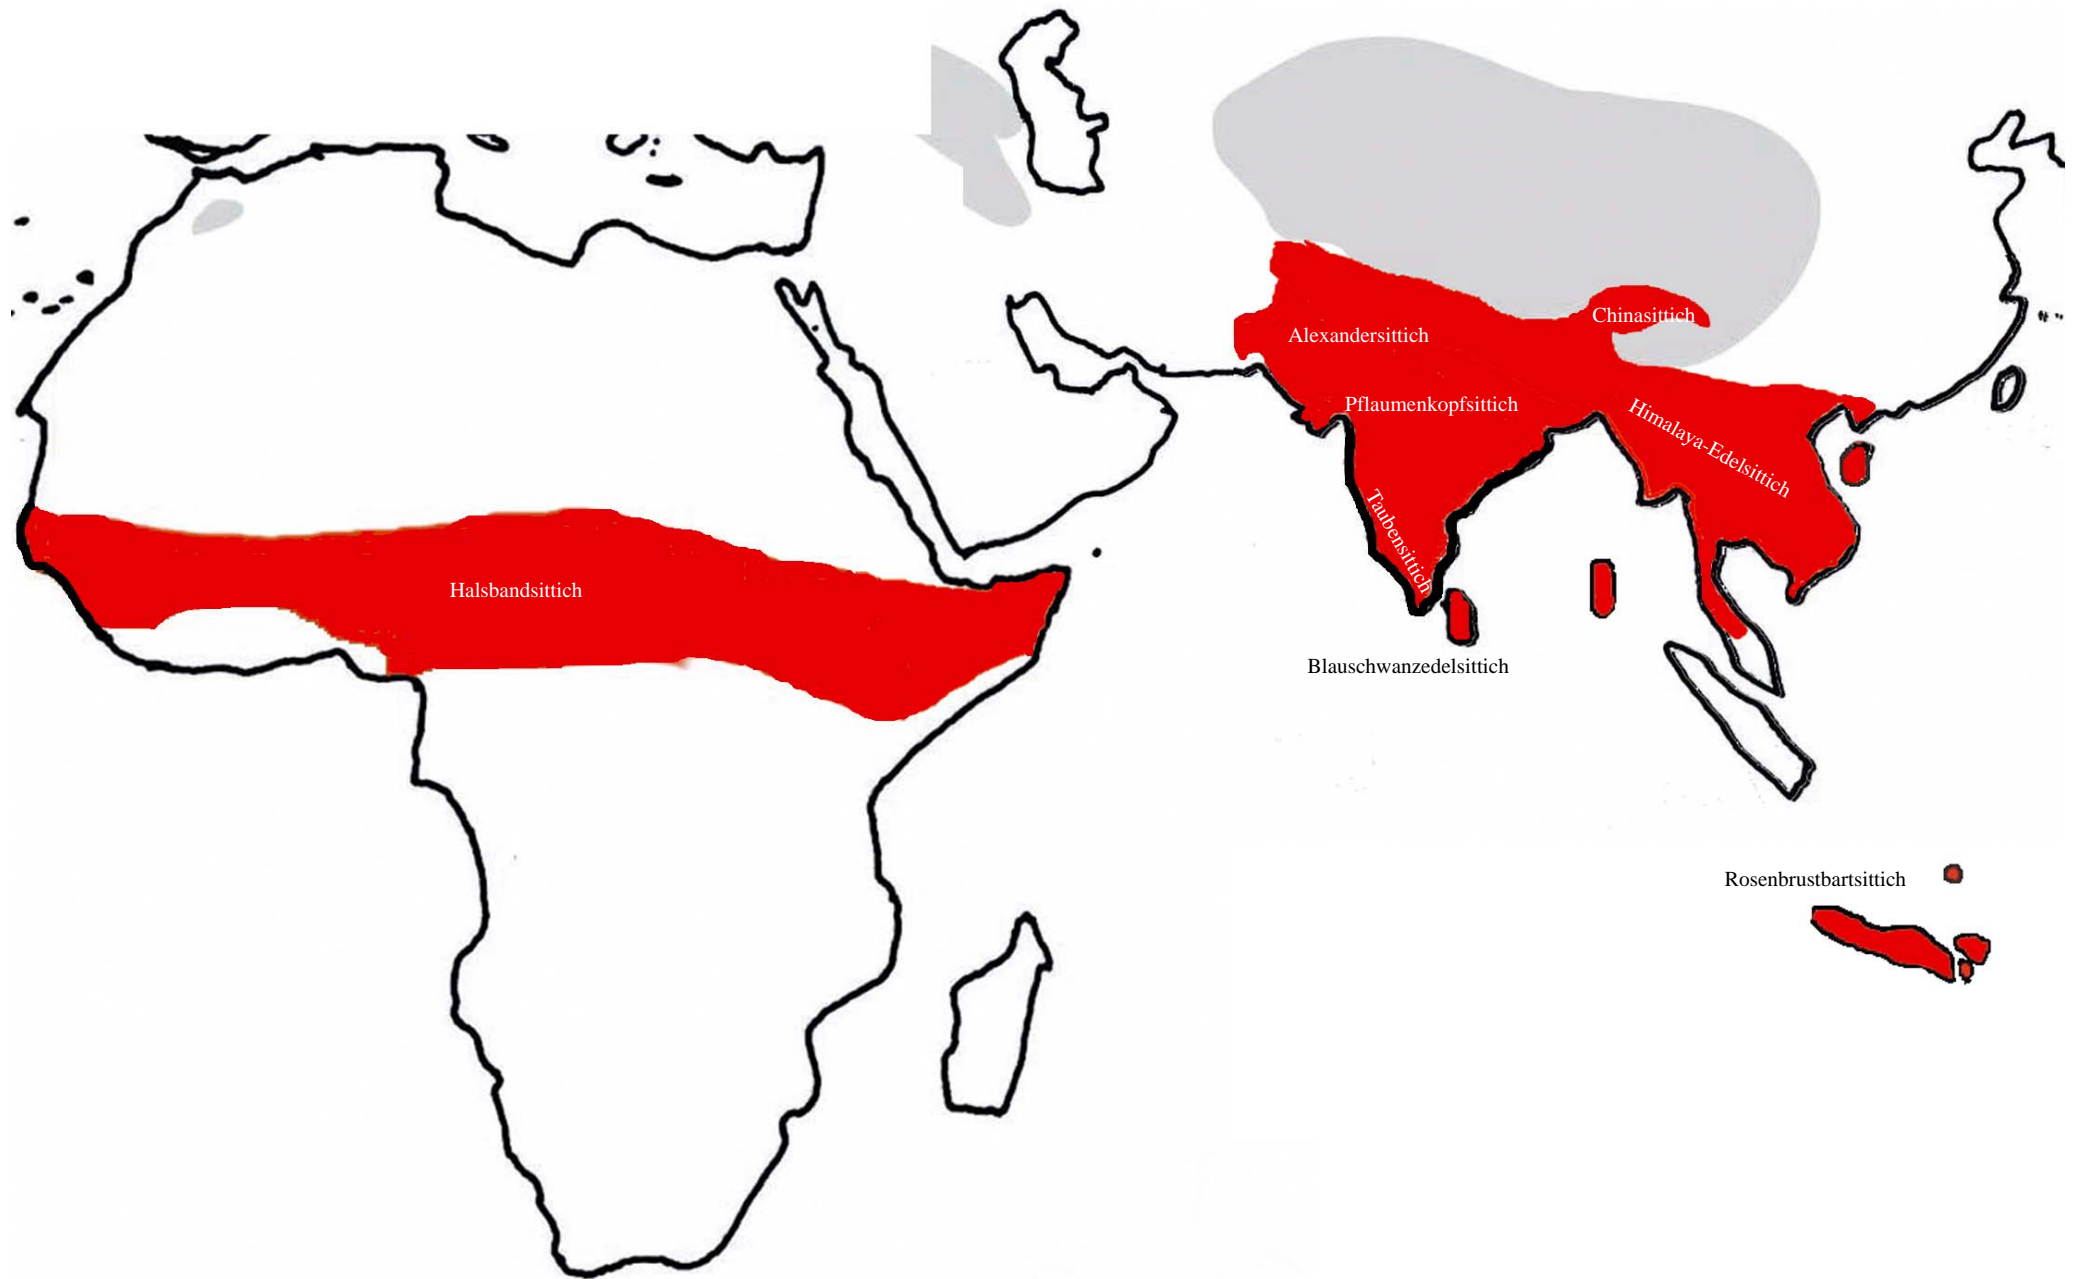 Chinasittich
Alexandersittich
Pflaumenkopfsittich
Himalaya-Edelsittich
Taubensittich
Halsbandsittich
Blauschwanzedelsittich
Rosenbrustbartsittich